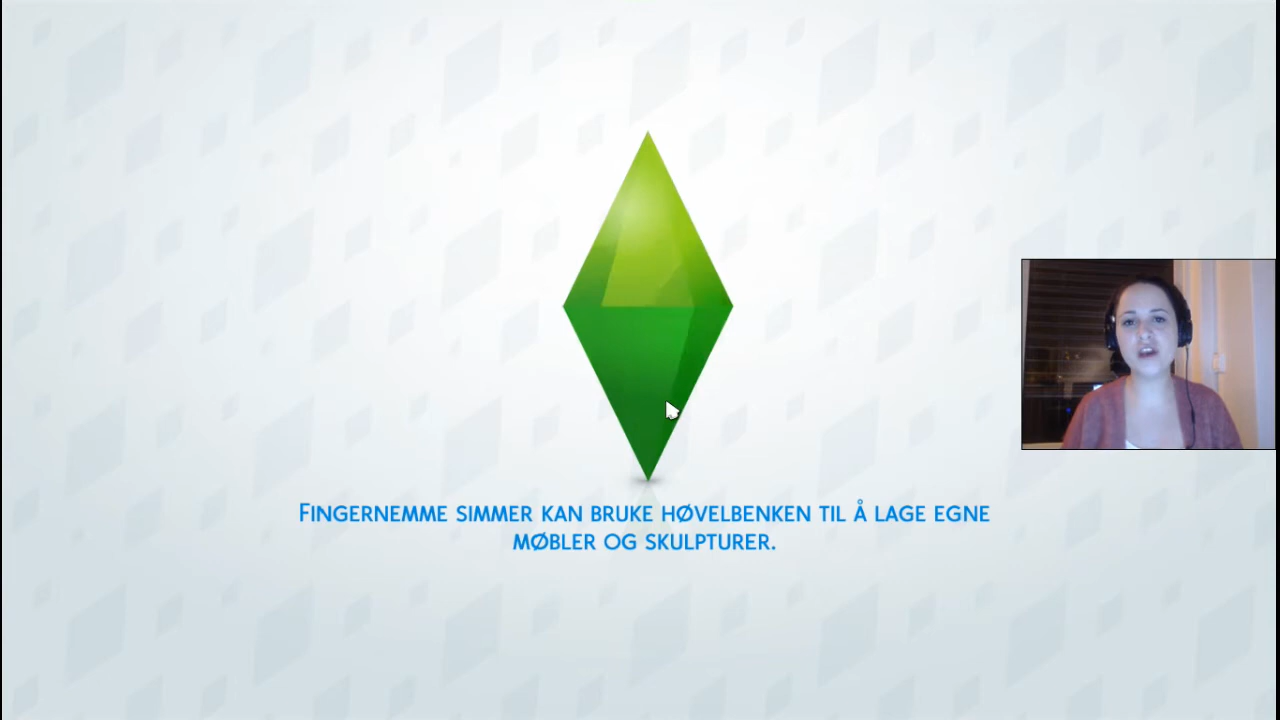 Fingernemme simmer kan bruke høvelbenken til å lage egne
møbler og skulpturer.